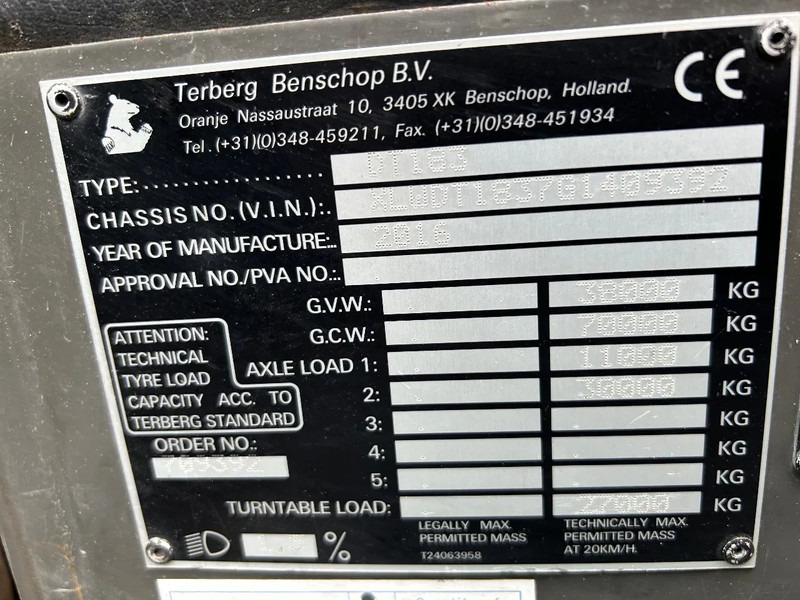 Terberg Benschop B.V.
Oranje Nassaustraat 10, 3405 XK Benschop, Holland.
Tel. (+31)(0)348-459211, Fax. (+31)(0)348-451934
CE
TYPE:.................. DT183
CHASSIS NO. (V.I.N.):. XLWDT1837G1409392
YEAR OF MANUFACTURE:.. 2016
APPROVAL NO./PVA NO.:..
G.V.W.: 38000 KG
G.C.W.: 70000 KG
AXLE LOAD 1: 11000 KG
2: 30000 KG
3: KG
4: KG
5: KG
TURNTABLE LOAD: 27000 KG
ATTENTION:
TECHNICAL
TYRE LOAD
CAPACITY ACC. TO
TERBERG STANDARD
ORDER NO.:
709392
%
LEGALLY MAX.
PERMITTED MASS
T24063958
TECHNICALLY MAX.
PERMITTED MASS
AT 20KM/H.